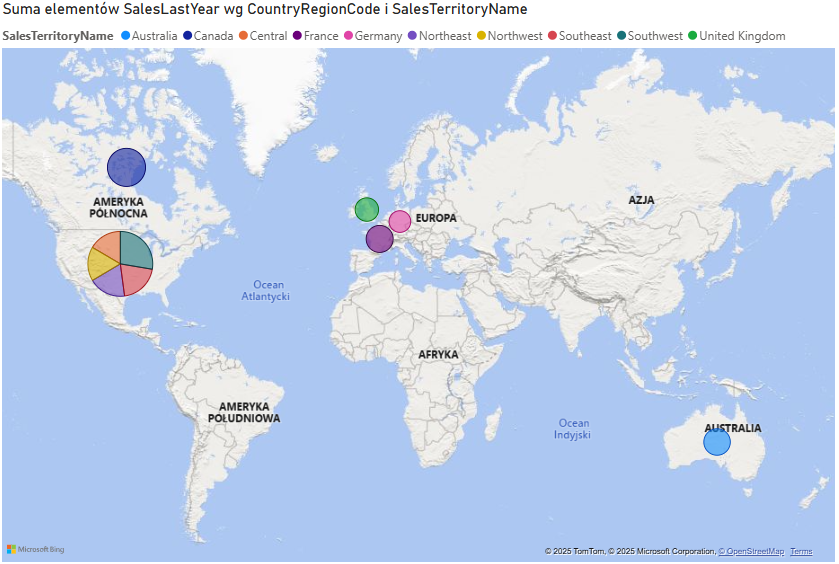 Suma elementów SalesLastYear wg CountryRegionCode i SalesTerritoryName
SalesTerritoryName Australia Canada Central France Germany Northeast Northwest Southeast Southwest United Kingdom
AMERYKA
PÓŁNOCNA
EUROPA
AZJA
Ocean
Atlantycki
AFRYKA
AMERYKA
POŁUDNIOWA
Ocean
Indyjski
AUSTRALIA
Microsoft Bing
© 2025 TomTom, © 2025 Microsoft Corporation, © OpenStreetMap Terms